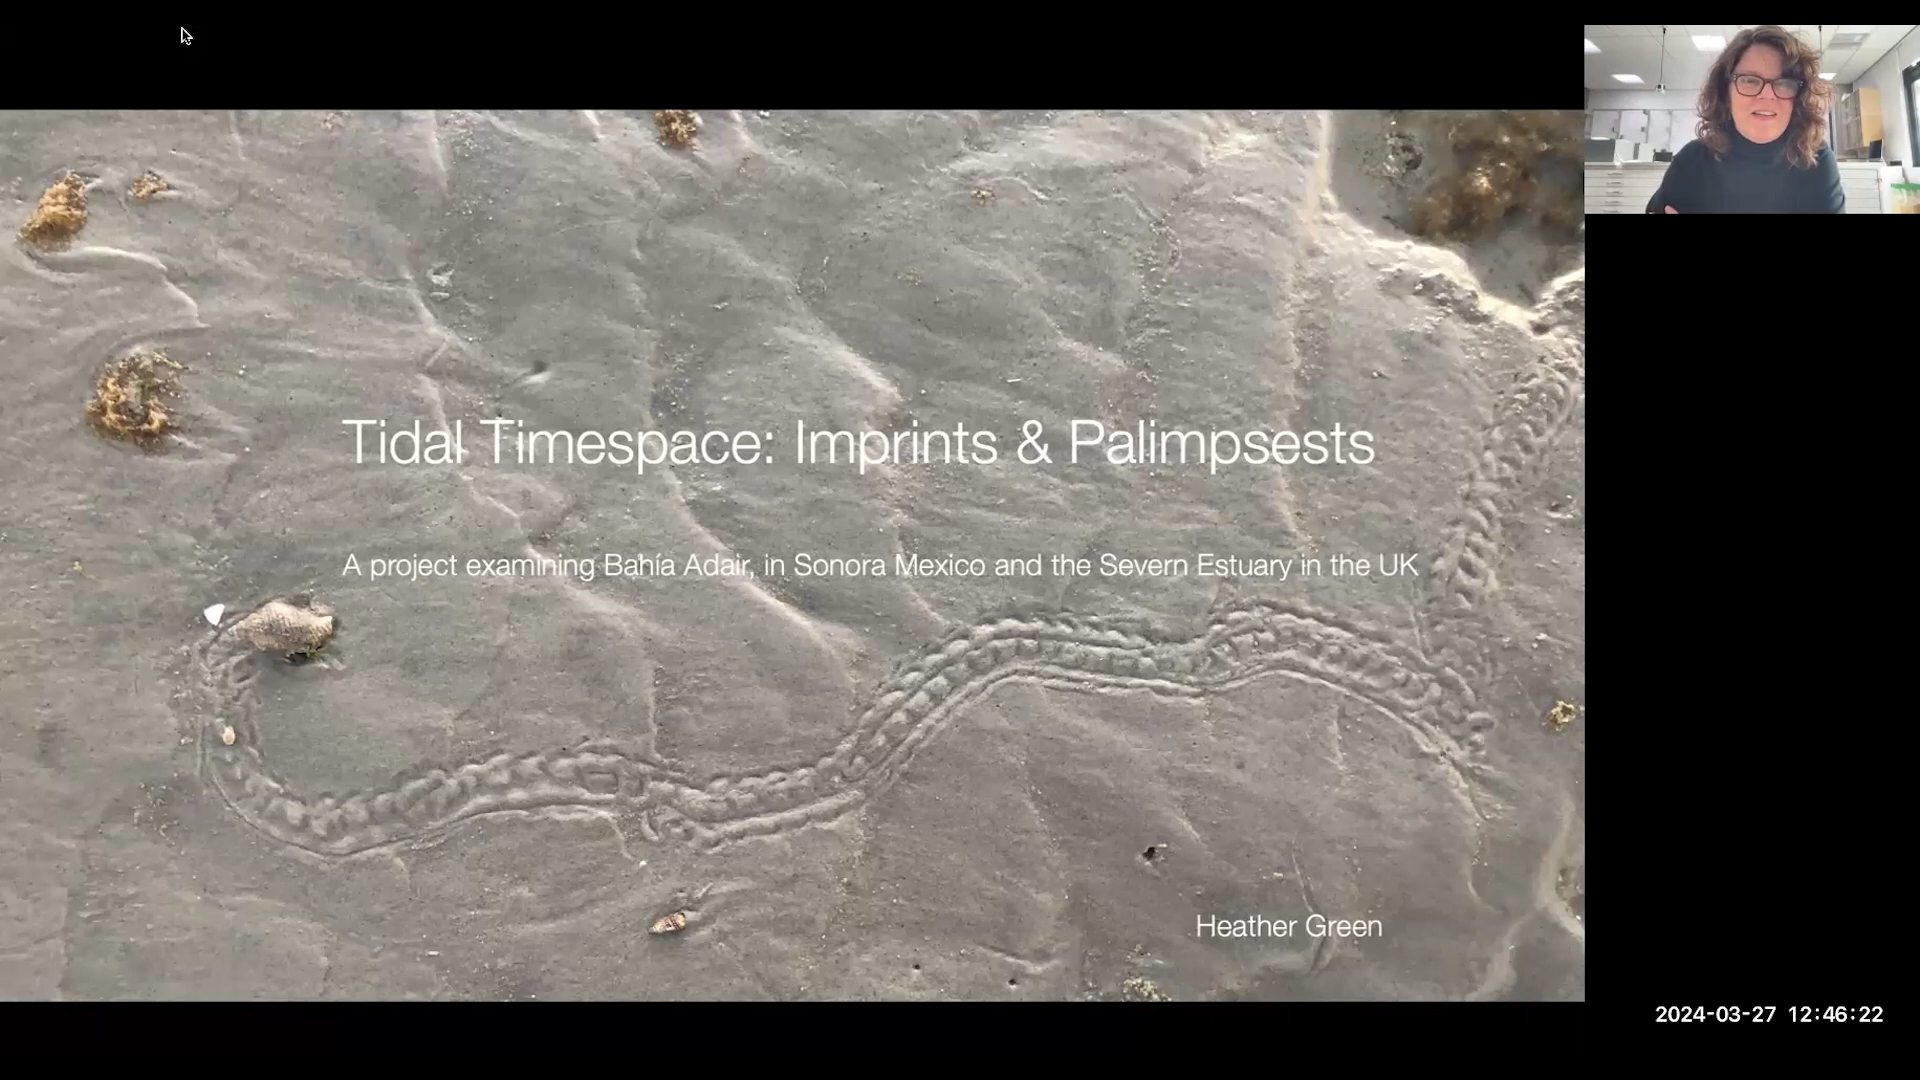 Tidal Timespace: Imprints & Palimpsests
A project examining Bahía Adair, in Sonora Mexico and the Severn Estuary in the UK
Heather Green
2024-03-27 12:46:22